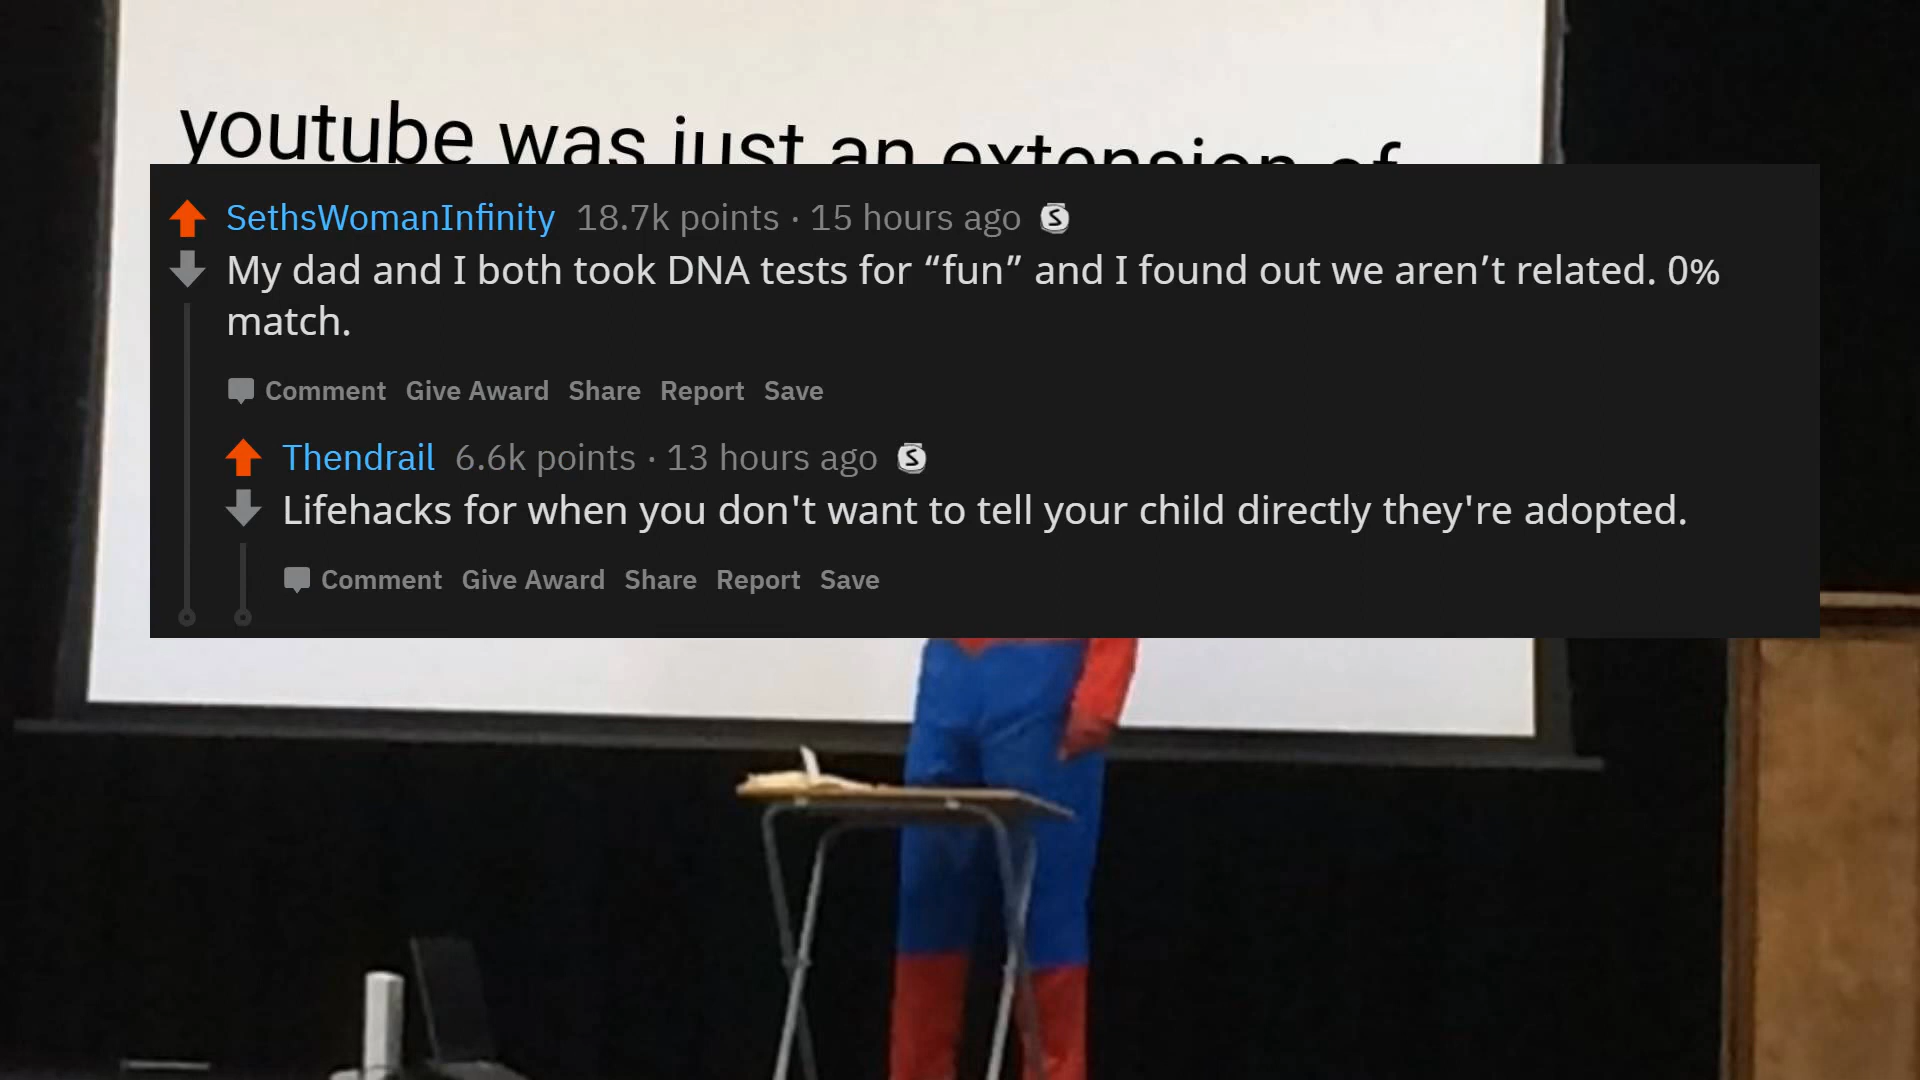 youtube was just an extension of
SethsWomanInfinity 18.7k points · 15 hours ago S
My dad and I both took DNA tests for “fun” and I found out we aren’t related. 0%
match.
Comment Give Award Share Report Save
Thendrail 6.6k points · 13 hours ago S
Lifehacks for when you don't want to tell your child directly they're adopted.
Comment Give Award Share Report Save